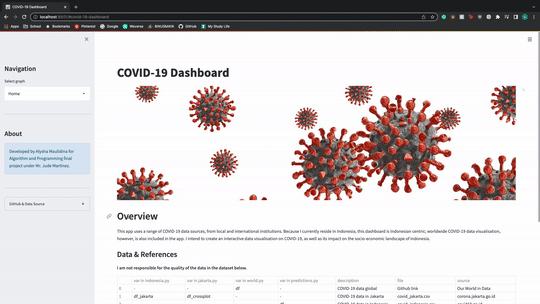 COVID-19 Dashboard
localhost:8501/#covid-19-dashboard
Apps School Bookmarks Pinterest Google Weverse Dashboard BINUSMAYA GitHub My Study Life
Navigation
Select graph
Home
About
Developed by Alysha Maulidina for
Algorithm and Programming final
project under Mr. Jude Martinez.
GitHub & Data Source
COVID-19 Dashboard
Overview
This app uses a range of COVID-19 data sources, from local and international institutions. Because I currently reside in Indonesia, this dashboard is Indonesian centric; worldwide COVID-19 data visualisation,
however, is also included in the app. I intend to create an interactive data visualisation on COVID-19, as well as its impact on the socio economic landscape of Indonesia.
Data & References
I am not responsible for the quality of the data in the dataset below.
var in indonesia.py var in jakarta.py var in world.py var in predictions.py description file source
0 - - df - COVID-19 data global Github link Our World in Data
1 df_jakarta df_crossplot - - COVID-19 data in Jakarta covid_jakarta.csv corona.jakarta.go.id